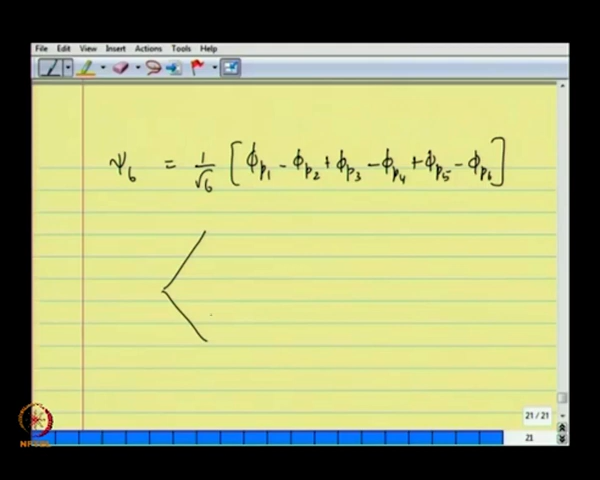 File Edit View Insert Actions Tools Help
ψ₆ = 1/√6 [ϕp₁ - ϕp₂ + ϕp₃ - ϕp₄ + ϕp₅ - ϕp₆]
21 / 21
21
NPTEL